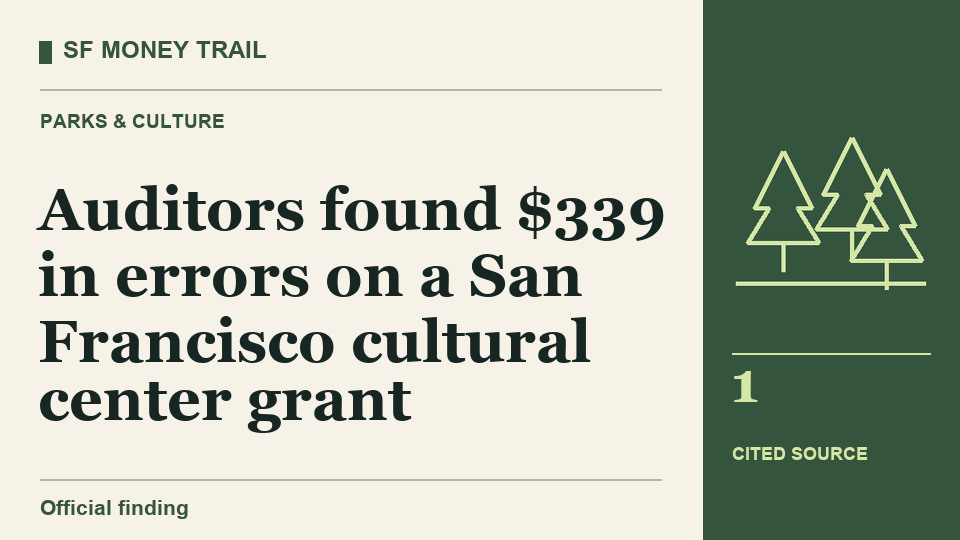 SF MONEY TRAIL
PARKS & CULTURE
Auditors found $339
in errors on a San
Francisco cultural
center grant
Official finding
1
CITED SOURCE